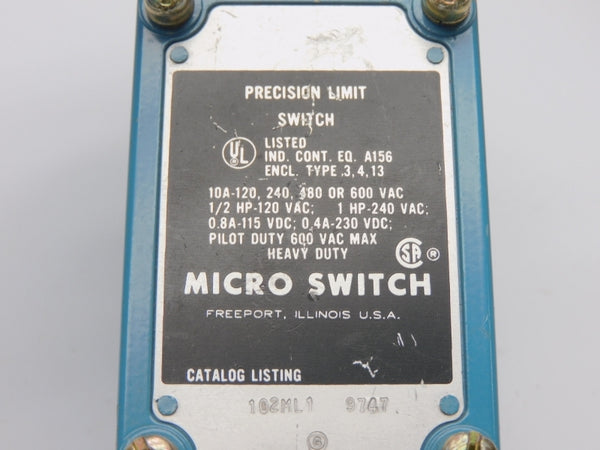 PRECISION LIMIT
SWITCH
UL LISTED
IND. CONT. EQ. A156
ENCL. TYPE 3,4,13
10A-120, 240, 480 OR 600 VAC
1/2 HP-120 VAC; 1 HP-240 VAC;
0.8A-115 VDC; 0.4A-230 VDC;
PILOT DUTY 600 VAC MAX
HEAVY DUTY SA ®
MICRO SWITCH
FREEPORT, ILLINOIS U.S.A.
CATALOG LISTING
102ML1 9747